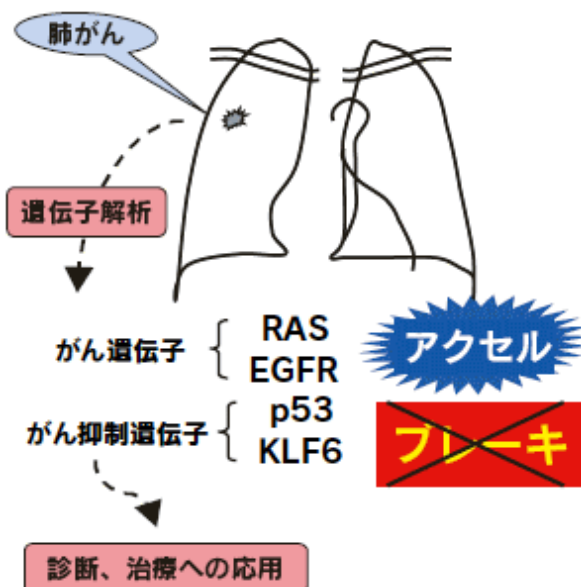 肺がん
遺伝子解析
がん遺伝子
RAS
EGFR
アクセル
がん抑制遺伝子
p53
KLF6
ブレーキ
診断、治療への応用